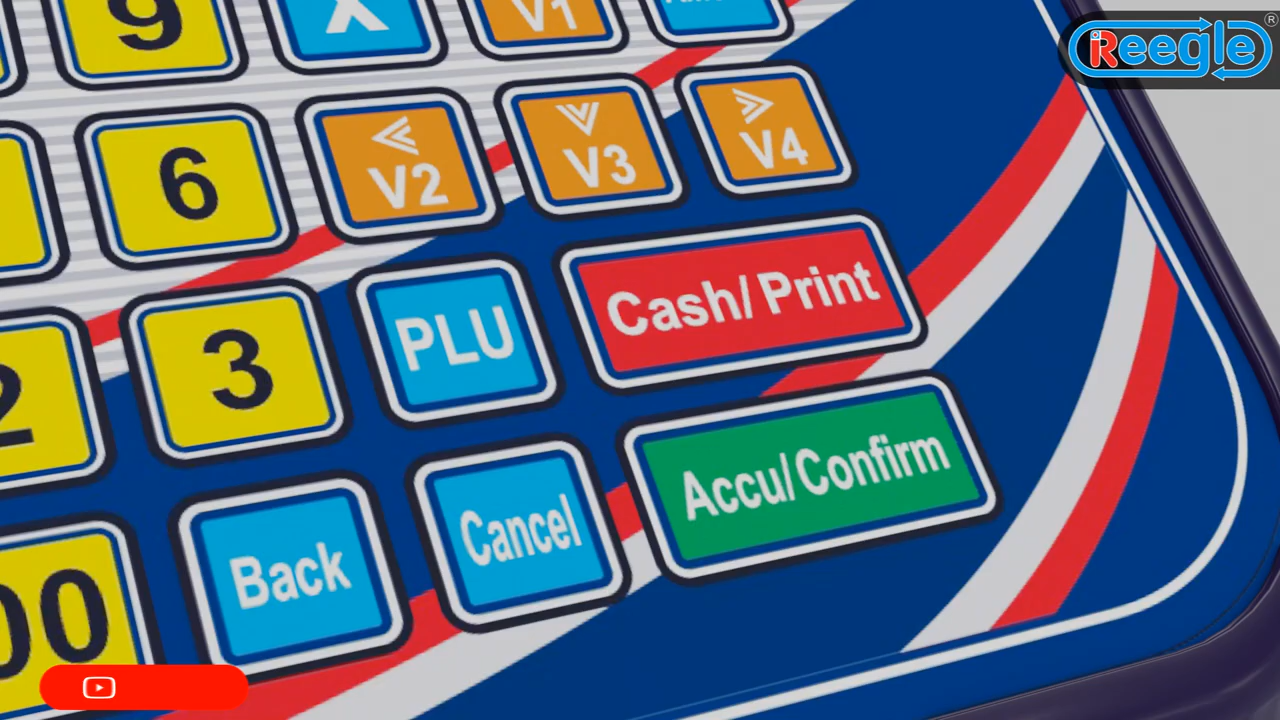 Reegle®
9
X
V1
6
V2
V3
V4
2
3
PLU
Cash/Print
00
Back
Cancel
Accu/Confirm